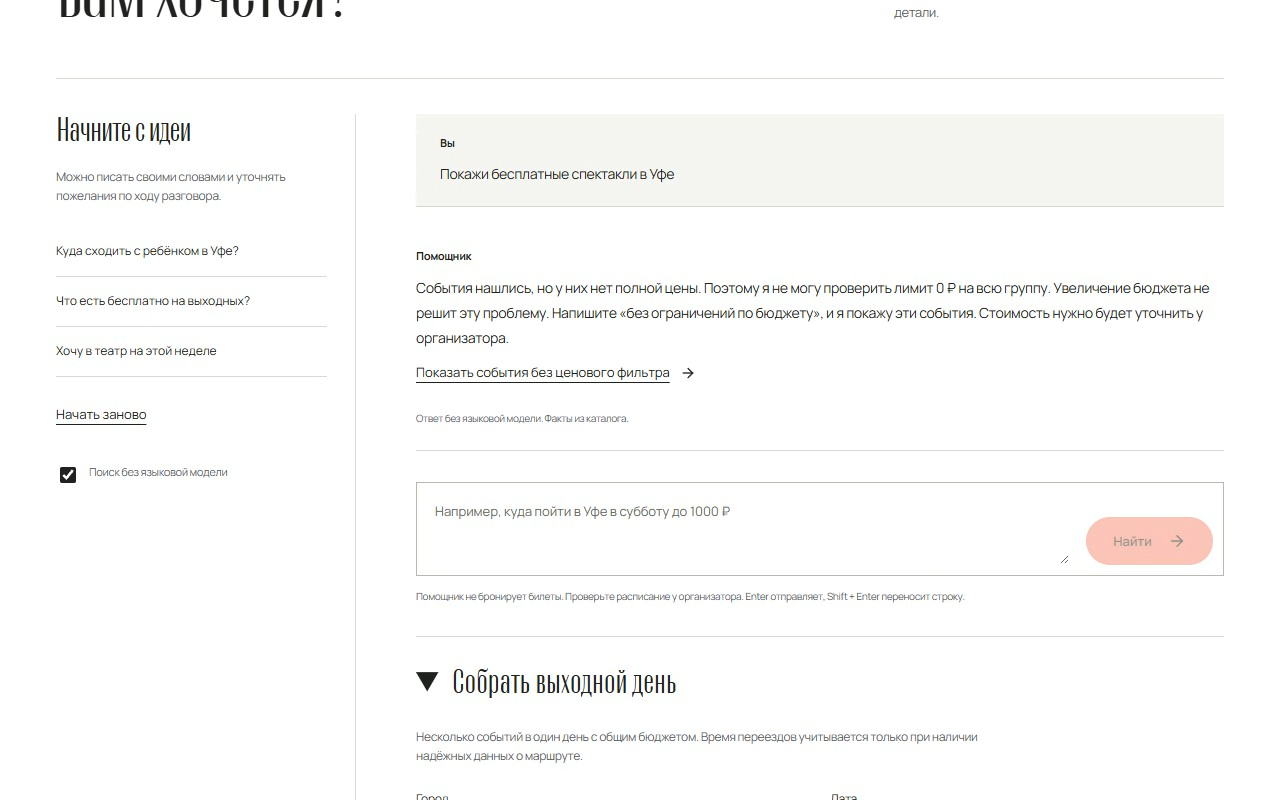 вам хочется?
детали.
Начните с идеи
Можно писать своими словами и уточнять
пожелания по ходу разговора.
Куда сходить с ребёнком в Уфе?
Что есть бесплатно на выходных?
Хочу в театр на этой неделе
Начать заново
Поиск без языковой модели
Вы
Покажи бесплатные спектакли в Уфе
Помощник
События нашлись, но у них нет полной цены. Поэтому я не могу проверить лимит 0 ₽ на всю группу. Увеличение бюджета не
решит эту проблему. Напишите «без ограничений по бюджету», и я покажу эти события. Стоимость нужно будет уточнить у
организатора.
Показать события без ценового фильтра
Ответ без языковой модели. Факты из каталога.
Например, куда пойти в Уфе в субботу до 1000 ₽
Найти
Помощник не бронирует билеты. Проверьте расписание у организатора. Enter отправляет, Shift + Enter переносит строку.
Собрать выходной день
Несколько событий в один день с общим бюджетом. Время переездов учитывается только при наличии
надёжных данных о маршруте.
Город
Дата